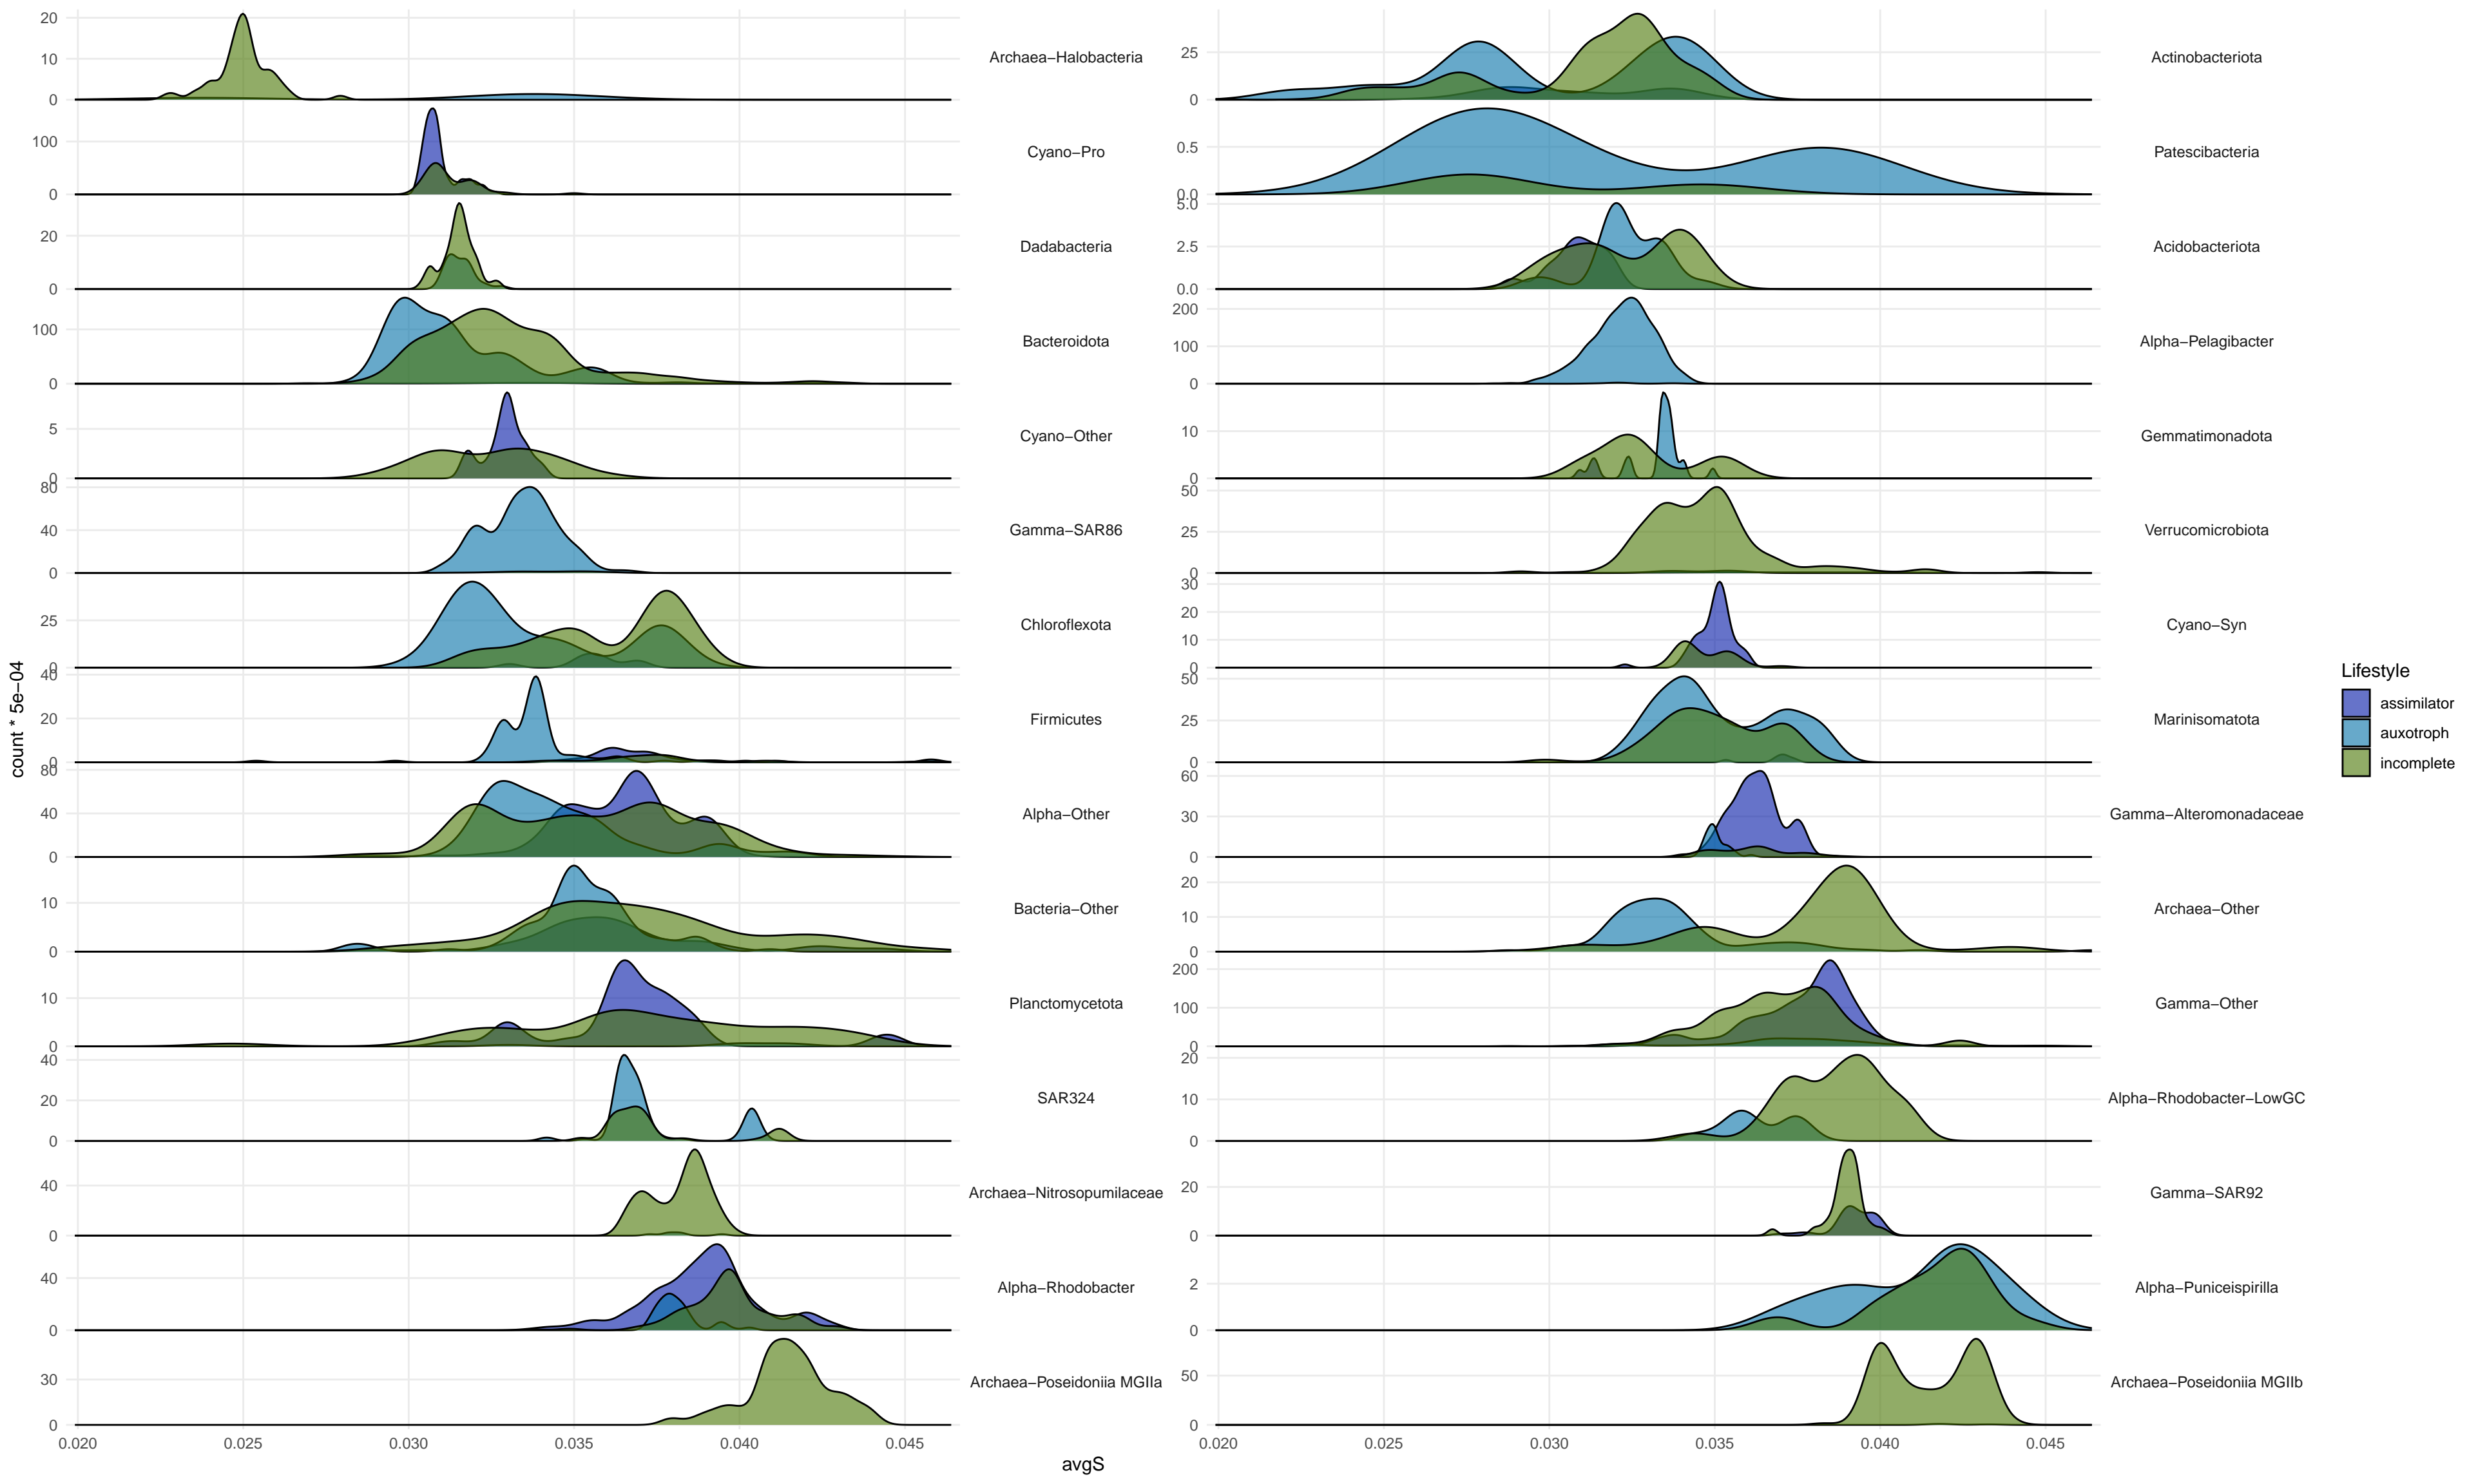 count * 5e−04
20
10
0
Archaea−Halobacteria
25
0
Actinobacteriota
100
0
Cyano−Pro
0.5
0.0
Patescibacteria
20
0
Dadabacteria
5.0
2.5
0.0
Acidobacteriota
100
0
Bacteroidota
200
100
0
Alpha−Pelagibacter
5
0
Cyano−Other
10
0
Gemmatimonadota
80
40
0
Gamma−SAR86
50
25
0
Verrucomicrobiota
25
0
Chloroflexota
30
20
10
0
Cyano−Syn
40
20
0
Firmicutes
50
25
0
Marinisomatota
80
40
0
Alpha−Other
60
30
0
Gamma−Alteromonadaceae
10
0
Bacteria−Other
20
10
0
Archaea−Other
10
0
Planctomycetota
200
100
0
Gamma−Other
40
20
0
SAR324
20
10
0
Alpha−Rhodobacter−LowGC
40
0
Archaea−Nitrosopumilaceae
20
0
Gamma−SAR92
40
0
Alpha−Rhodobacter
2
0
Alpha−Puniceispirilla
30
0
Archaea−Poseidoniia MGIIa
50
0
Archaea−Poseidoniia MGIIb
0.020 0.025 0.030 0.035 0.040 0.045
0.020 0.025 0.030 0.035 0.040 0.045
avgS
Lifestyle
assimilator
auxotroph
incomplete